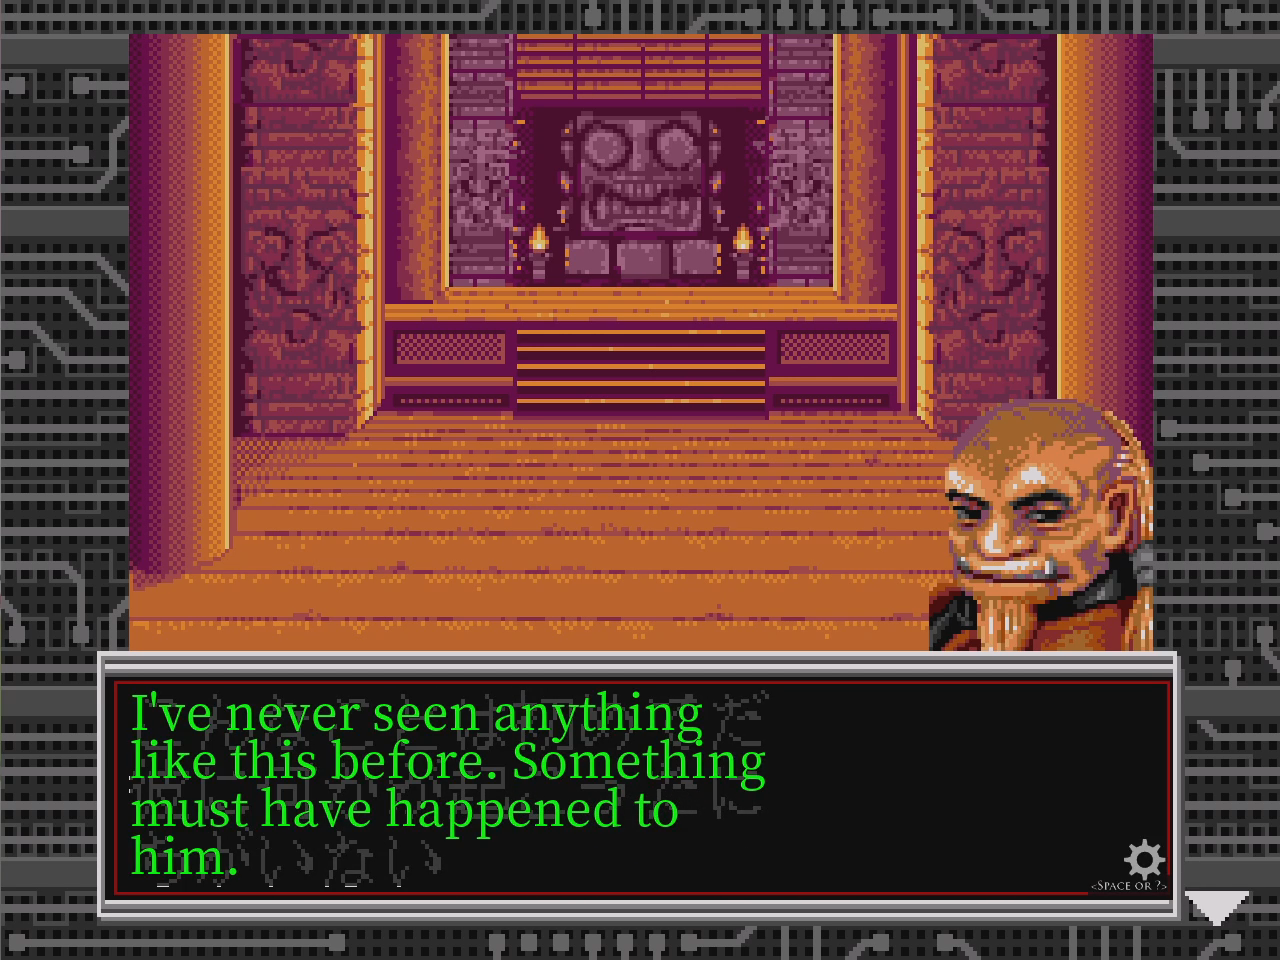 I've never seen anything
like this before. Something
must have happened to
him.
<Space or ?>